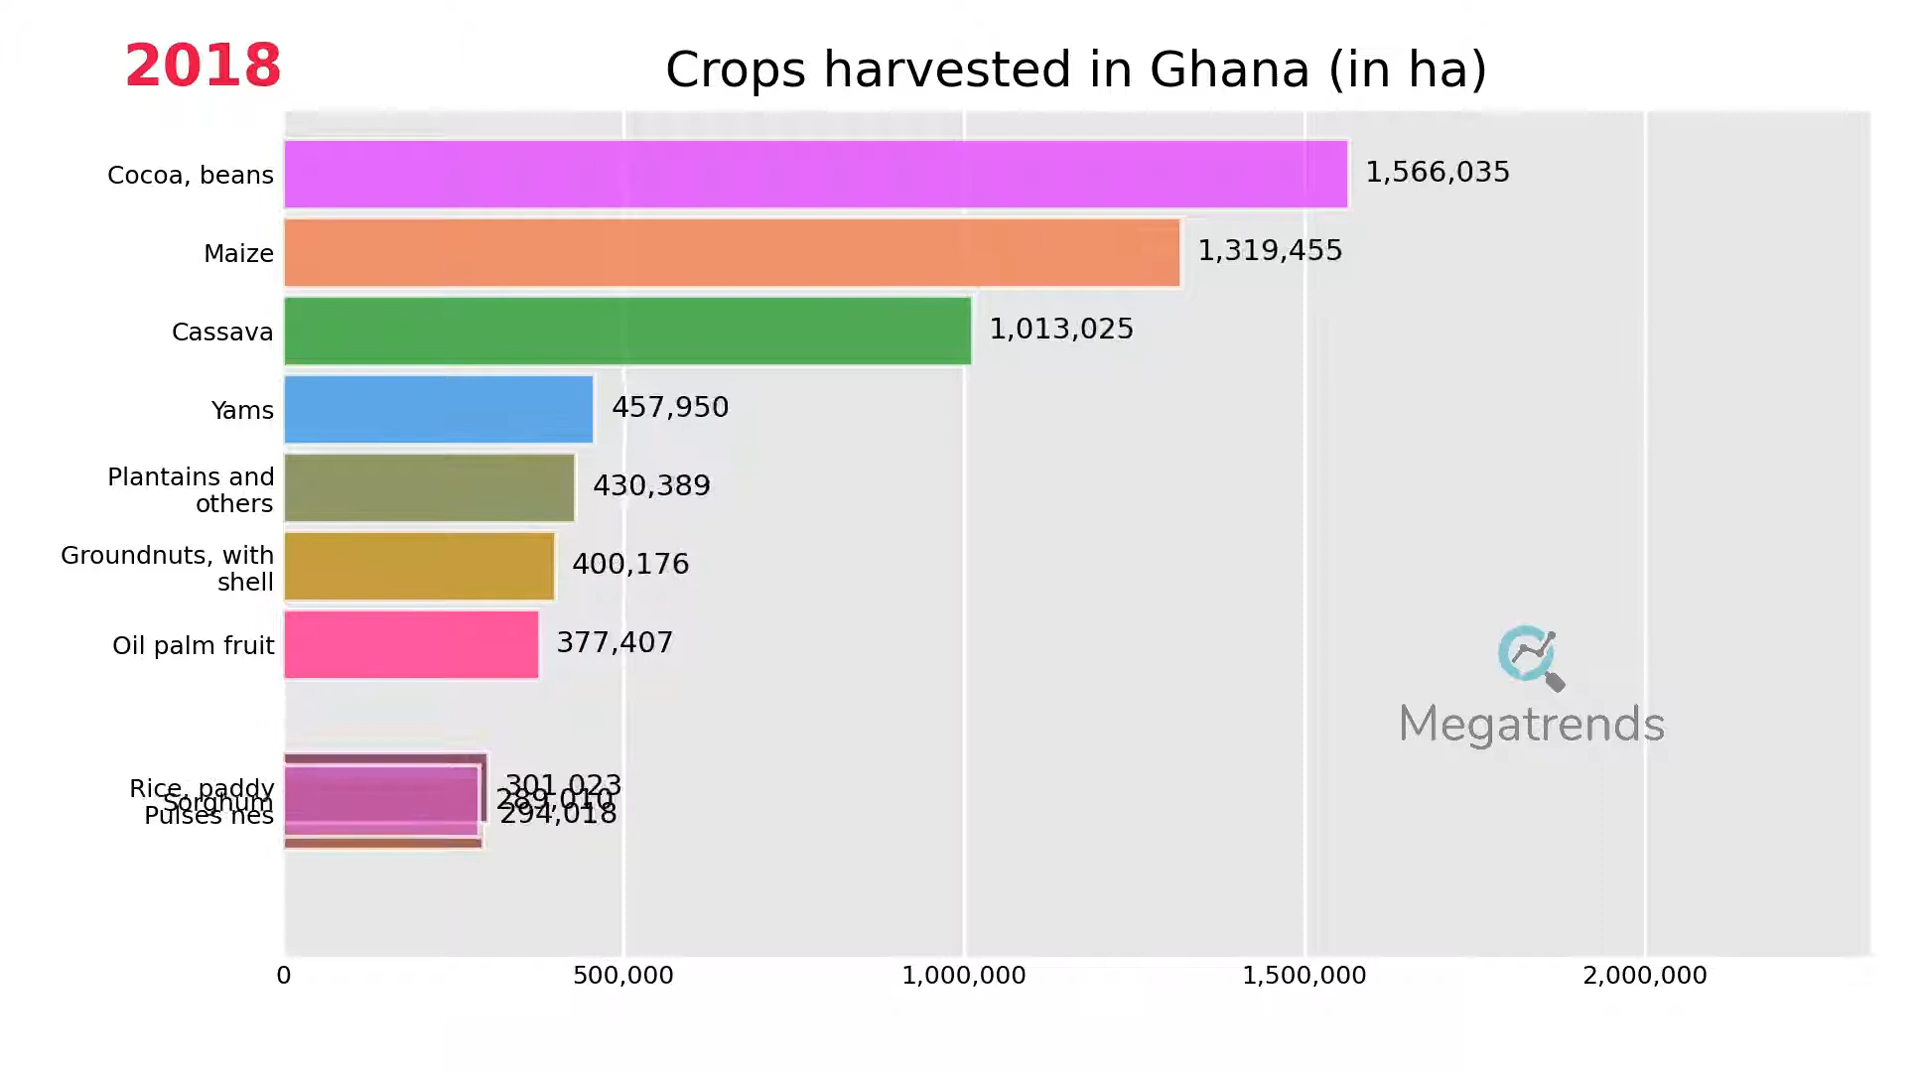 2018
Crops harvested in Ghana (in ha)
Cocoa, beans
1,566,035
Maize
1,319,455
Cassava
1,013,025
Yams
457,950
Plantains and
others
430,389
Groundnuts, with
shell
400,176
Oil palm fruit
377,407
Rice, paddy
301,023
Sorghum
289,010
Pulses nes
294,018
Megatrends
0
500,000
1,000,000
1,500,000
2,000,000